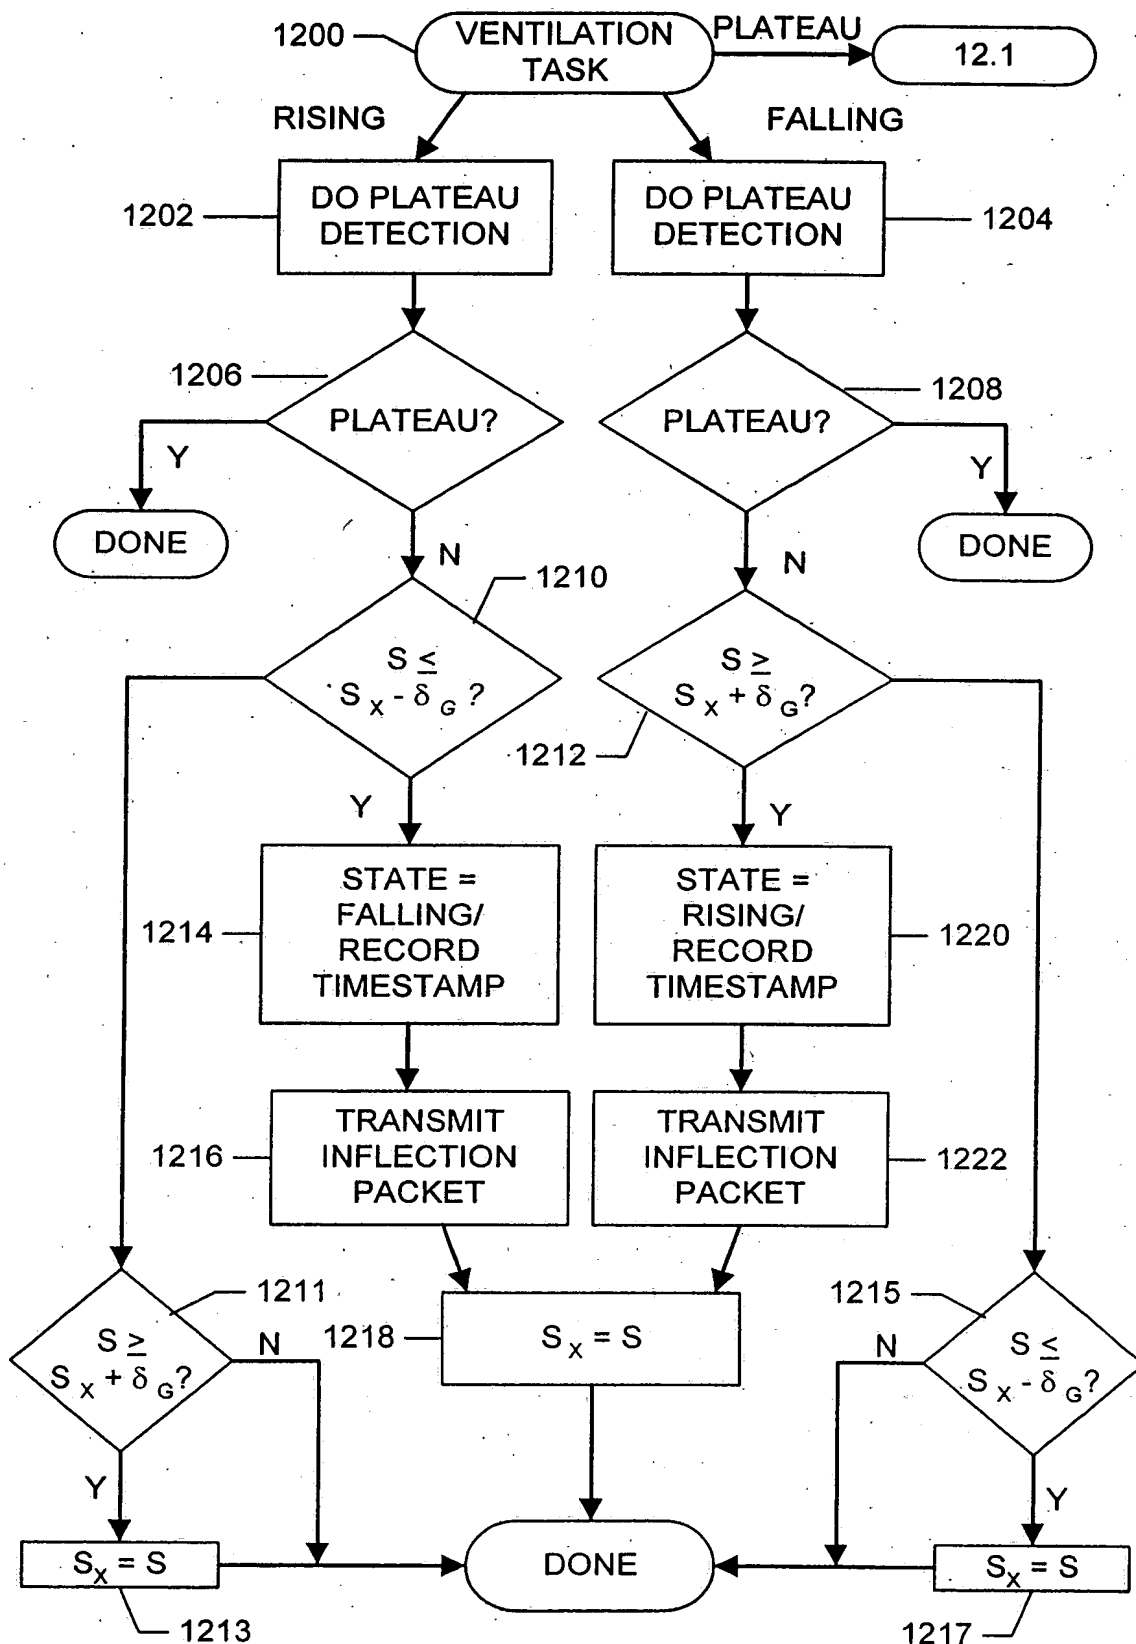 1200
VENTILATION
TASK
PLATEAU
12.1
RISING
FALLING
1202
DO PLATEAU
DETECTION
DO PLATEAU
DETECTION
1204
1206
PLATEAU?
PLATEAU?
1208
Y
Y
DONE
DONE
N
N
1210
S ≤
S X - δ G ?
S ≥
S X + δ G?
1212
Y
Y
1214
STATE =
FALLING/
RECORD
TIMESTAMP
STATE =
RISING/
RECORD
TIMESTAMP
1220
1216
TRANSMIT
INFLECTION
PACKET
TRANSMIT
INFLECTION
PACKET
1222
1211
1215
S ≥
S X + δ G?
N
1218
S X = S
N
S ≤
S X - δ G?
Y
Y
S X = S
DONE
S X = S
1213
1217